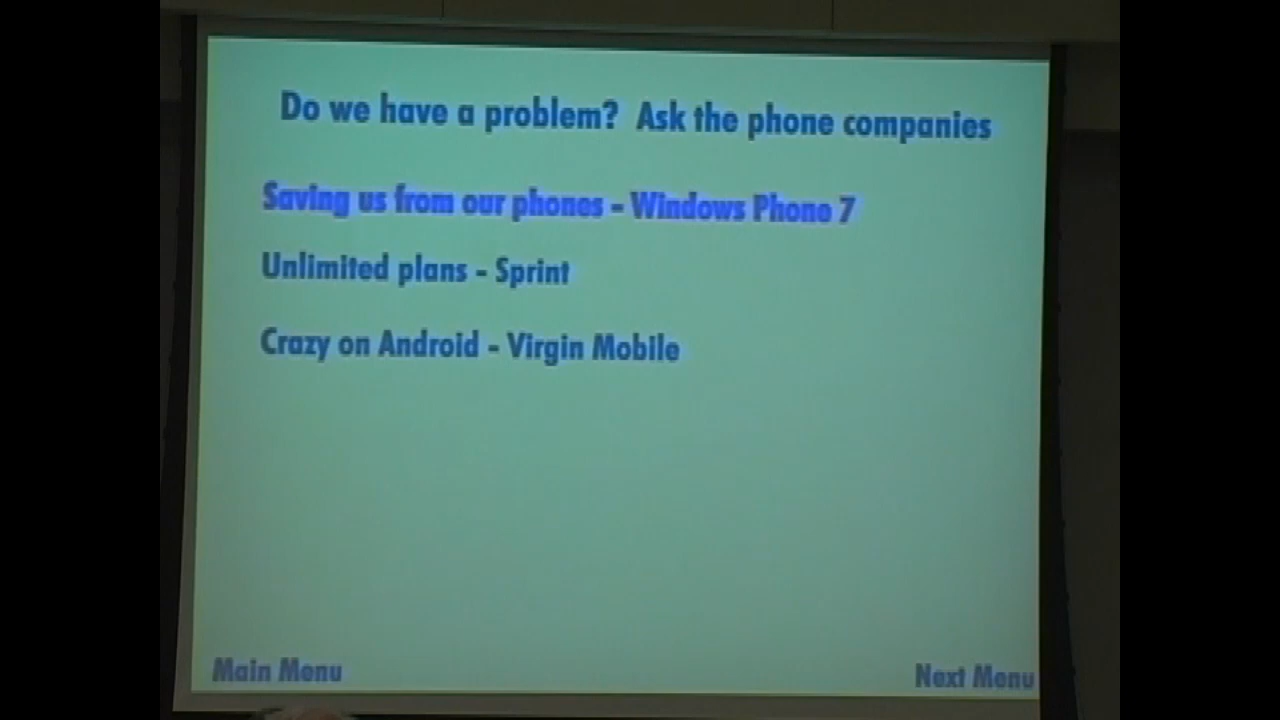 Do we have a problem? Ask the phone companies
Saving us from our phones - Windows Phone 7
Unlimited plans - Sprint
Crazy on Android - Virgin Mobile
Main Menu
Next Menu